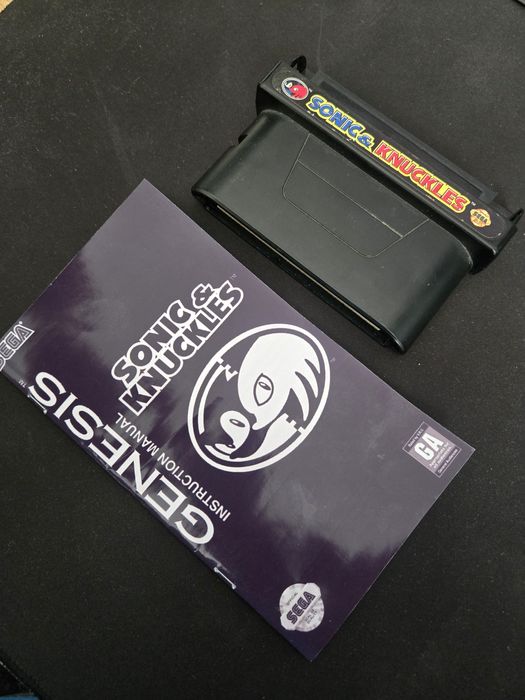 SONIC & KNUCKLES
SEGA
SEGA
GENESIS
INSTRUCTION MANUAL
SONIC &
KNUCKLES
GA
SEGA